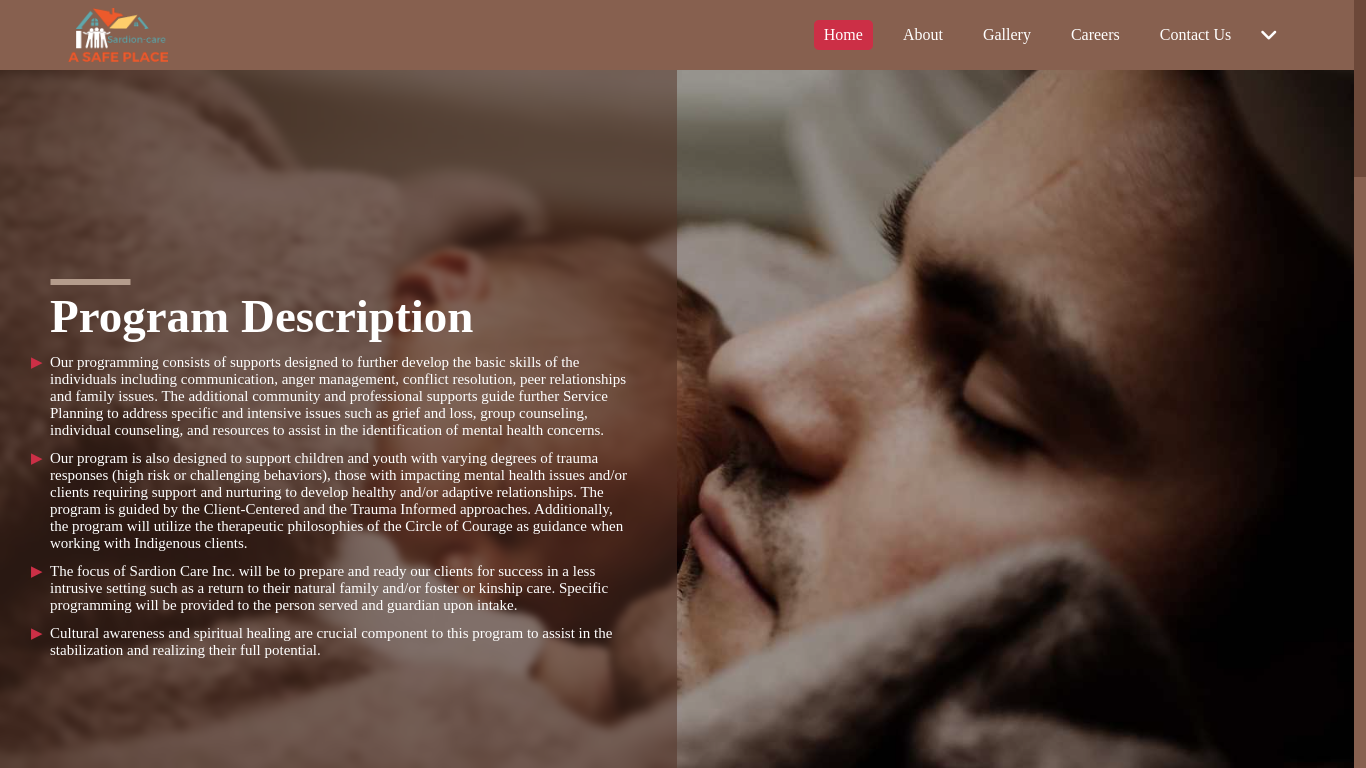 Sardion-care
A SAFE PLACE
Home
About
Gallery
Careers
Contact Us
Program Description
Our programming consists of supports designed to further develop the basic skills of the
individuals including communication, anger management, conflict resolution, peer relationships
and family issues. The additional community and professional supports guide further Service
Planning to address specific and intensive issues such as grief and loss, group counseling,
individual counseling, and resources to assist in the identification of mental health concerns.
Our program is also designed to support children and youth with varying degrees of trauma
responses (high risk or challenging behaviors), those with impacting mental health issues and/or
clients requiring support and nurturing to develop healthy and/or adaptive relationships. The
program is guided by the Client-Centered and the Trauma Informed approaches. Additionally,
the program will utilize the therapeutic philosophies of the Circle of Courage as guidance when
working with Indigenous clients.
The focus of Sardion Care Inc. will be to prepare and ready our clients for success in a less
intrusive setting such as a return to their natural family and/or foster or kinship care. Specific
programming will be provided to the person served and guardian upon intake.
Cultural awareness and spiritual healing are crucial component to this program to assist in the
stabilization and realizing their full potential.